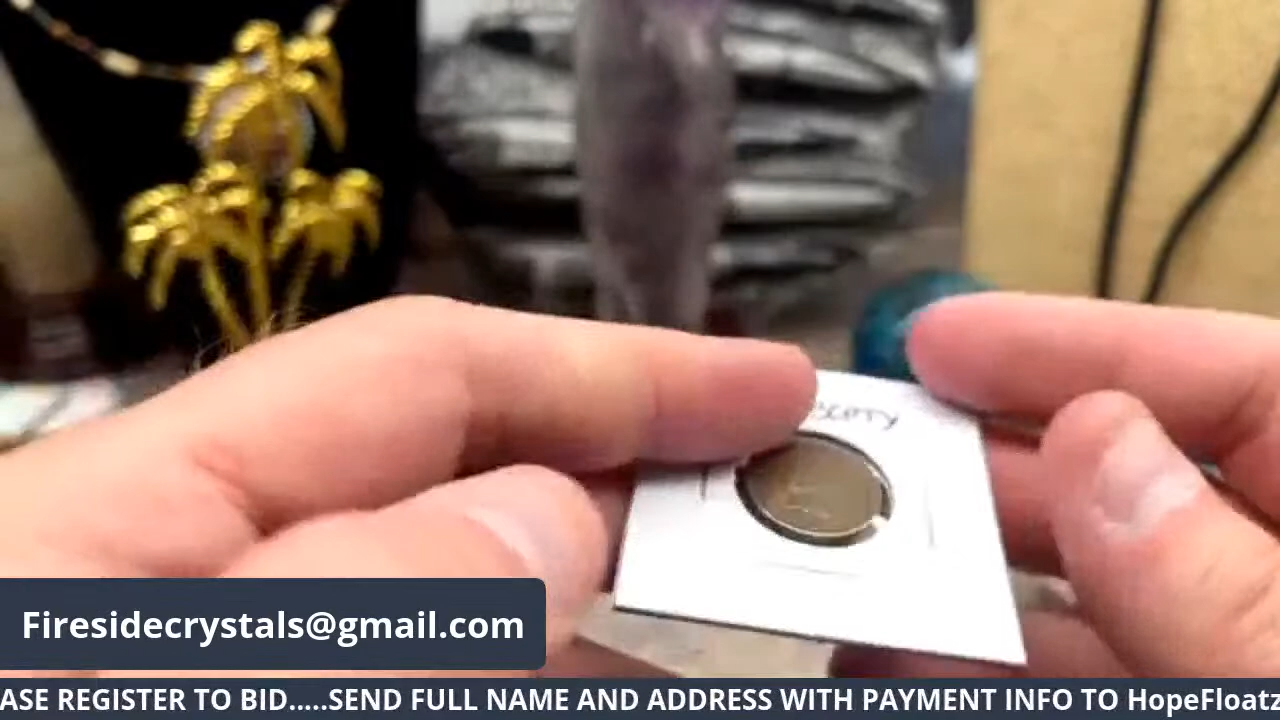 Firesidecrystals@gmail.com
ASE REGISTER TO BID.....SEND FULL NAME AND ADDRESS WITH PAYMENT INFO TO HopeFloatz